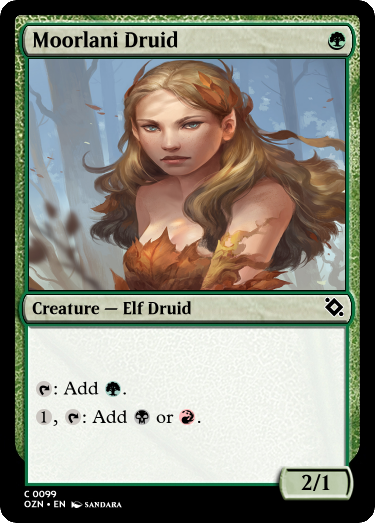 Moorlani Druid
Creature — Elf Druid
: Add .
1, : Add or .
2/1
C 0099
OZN • EN SANDARA